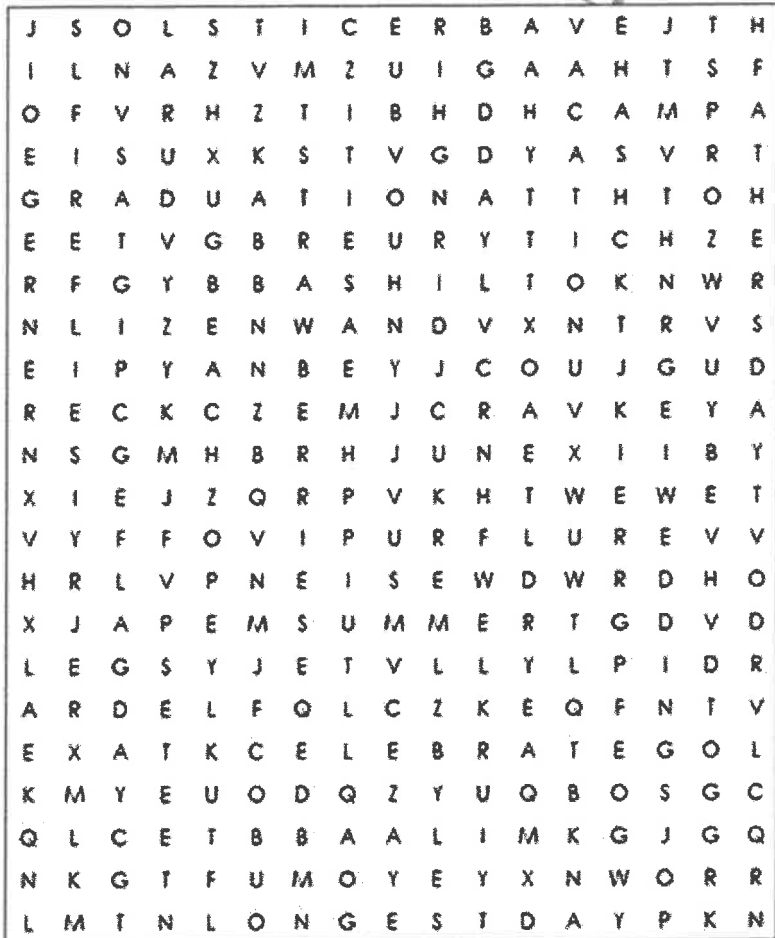 J S O L S T I C E R B A V E J T H
I L N A Z V M Z U I G A A H T S F
O F V R H Z T I B H D H C A M P A
E I S U X K S T V G D Y A S V R T
G R A D U A T I O N A T T H T O H
E E T V G B R E U R Y T I C H Z E
R F G Y B B A S H I L T O K N W R
N L I Z E N W A N D V X N T R V S
E I P Y A N B E Y J C O U J G U D
R E C K C Z E M J C R A V K E Y A
N S G M H B R H J U N E X I I B Y
X I E J Z Q R P V K H T W E W E T
V Y F F O V I P U R F L U R E V V
H R L V P N E I S E W D W R D H O
X J A P E M S U M M E R T G D V D
L E G S Y J E T V L L Y L P I D R
A R D E L F Q L C Z K E Q F N T V
E X A T K C E L E B R A T E G O L
K M Y E U O D Q Z Y U Q B O S G C
Q L C E T B B A A L I M K G J G Q
N K G T F U M O Y E Y X N W O R R
L M T N L O N G E S T D A Y P K N